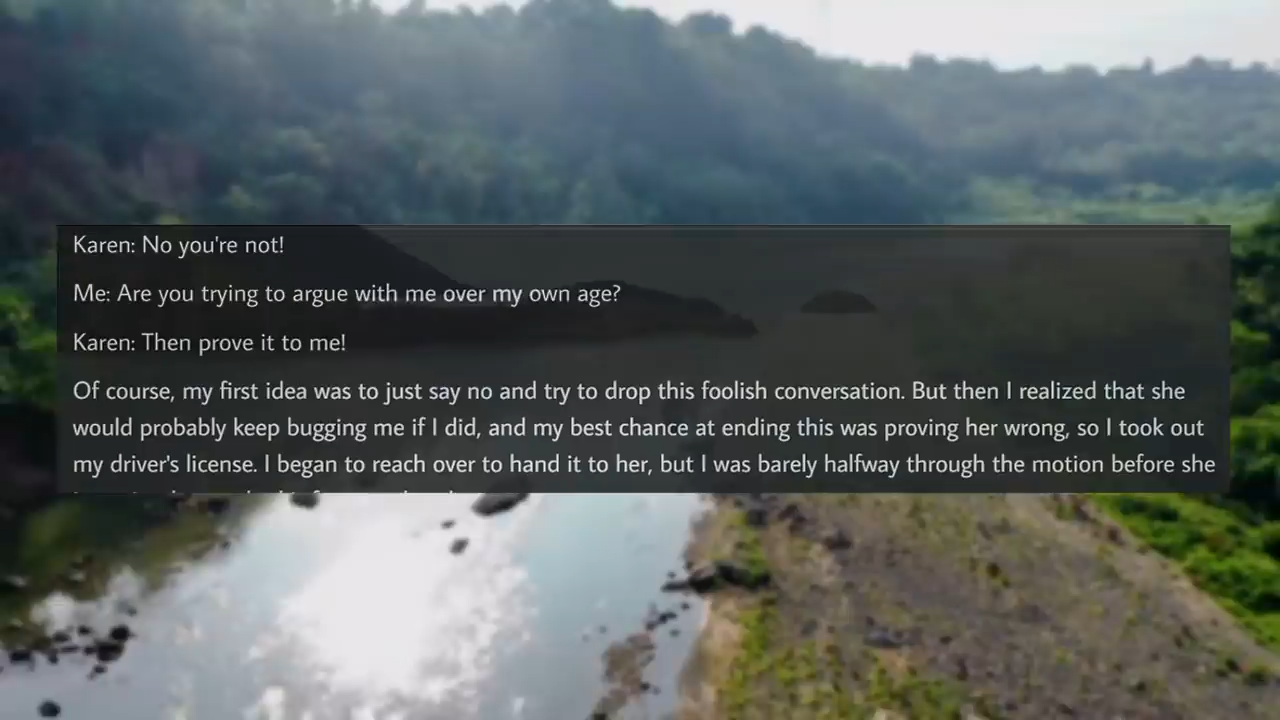 Karen: No you're not!
Me: Are you trying to argue with me over my own age?
Karen: Then prove it to me!
Of course, my first idea was to just say no and try to drop this foolish conversation. But then I realized that she
would probably keep bugging me if I did, and my best chance at ending this was proving her wrong, so I took out
my driver's license. I began to reach over to hand it to her, but I was barely halfway through the motion before she